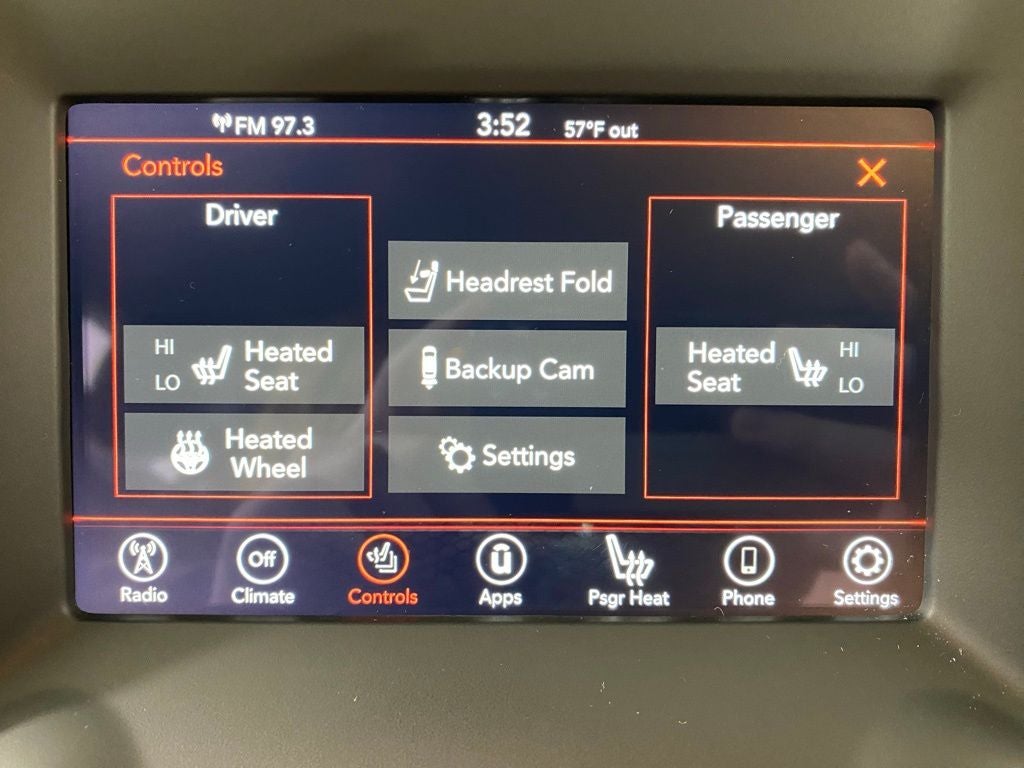 FM 97.3 3:52 57°F out
Controls
Driver
HI
LO
Heated
Seat
Heated
Wheel
Headrest Fold
Backup Cam
Settings
Passenger
Heated
Seat
HI
LO
Radio
Off
Climate
Controls
Apps
Psgr Heat
Phone
Settings